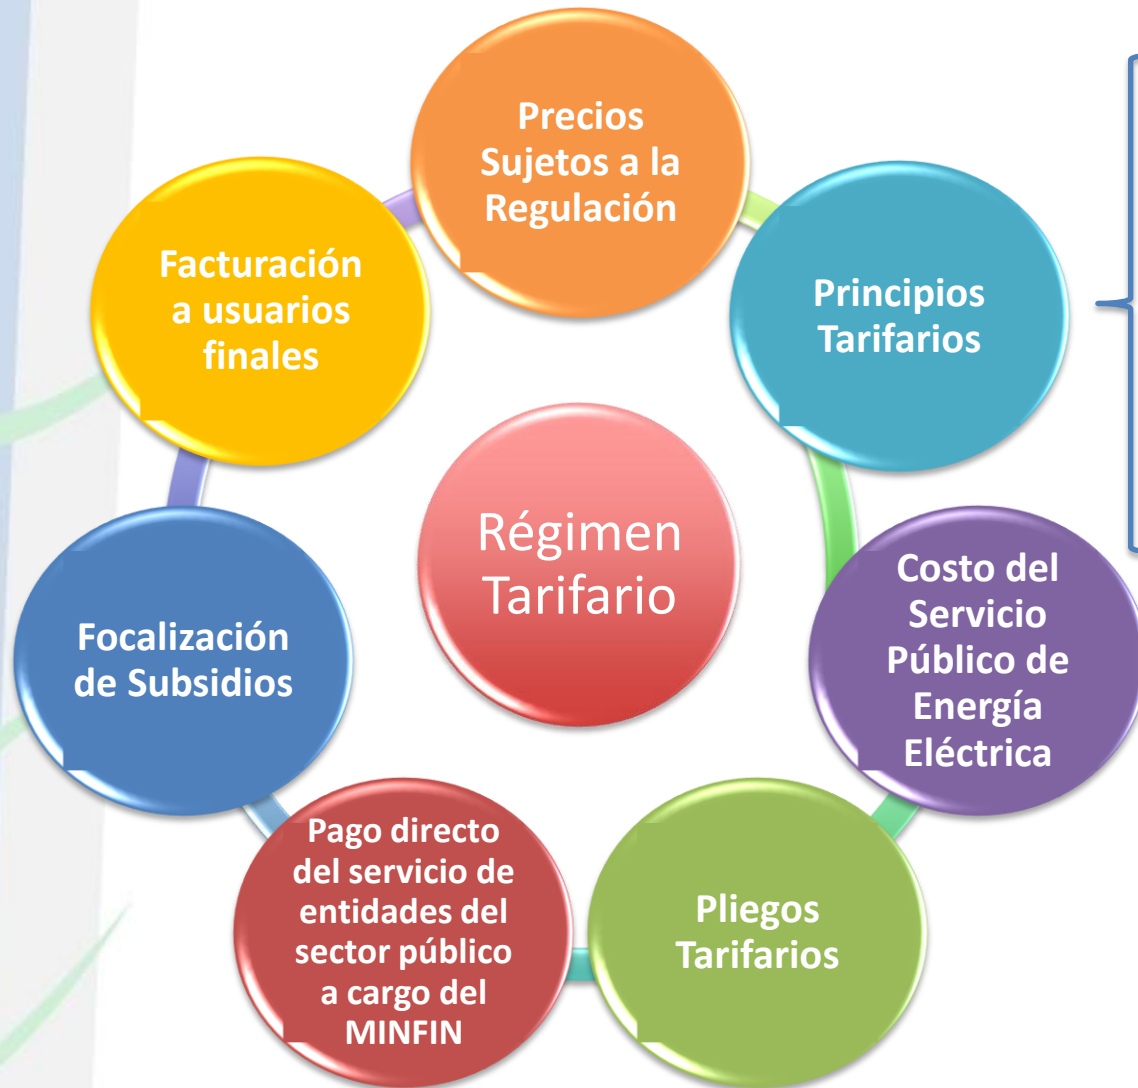 Precios
Sujetos a la
Regulación
Principios
Tarifarios
Costo del
Servicio
Público de
Energía
Eléctrica
Pliegos
Tarifarios
Pago directo
del servicio de
entidades del
sector público
a cargo del
MINFIN
Focalización
de Subsidios
Facturación
a usuarios
finales
Régimen
Tarifario